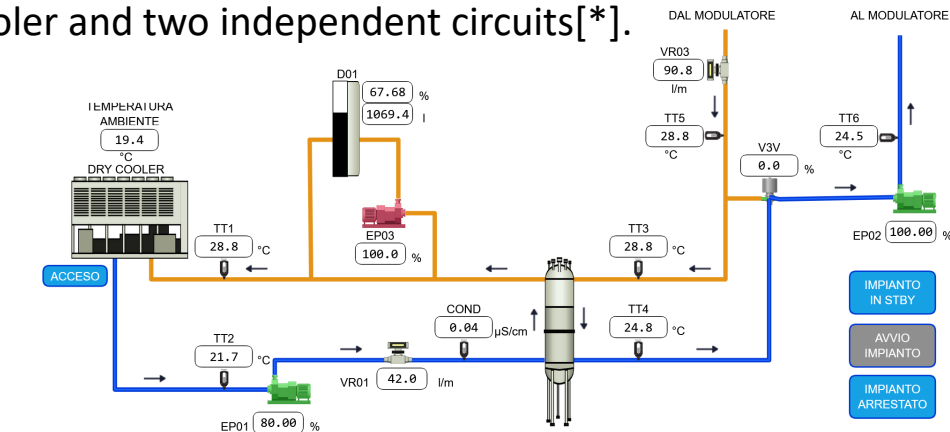 oler and two independent circuits[*].
DAL MODULATORE
AL MODULATORE
VR03
90.8
l/m
D01
67.68 %
1069.4 l
TEMPERATURA
AMBIENTE
19.4
°C
DRY COOLER
TT5
28.8
°C
TT6
24.5
°C
V3V
0.0 %
EP03
100.0 %
EP02 100.00 %
TT1
28.8 °C
TT3
28.8 °C
ACCESO
IMPIANTO
IN STBY
COND
0.04 µS/cm
TT4
24.8 °C
TT2
21.7 °C
AVVIO
IMPIANTO
VR01 42.0 l/m
IMPIANTO
ARRESTATO
EP01 80.00 %